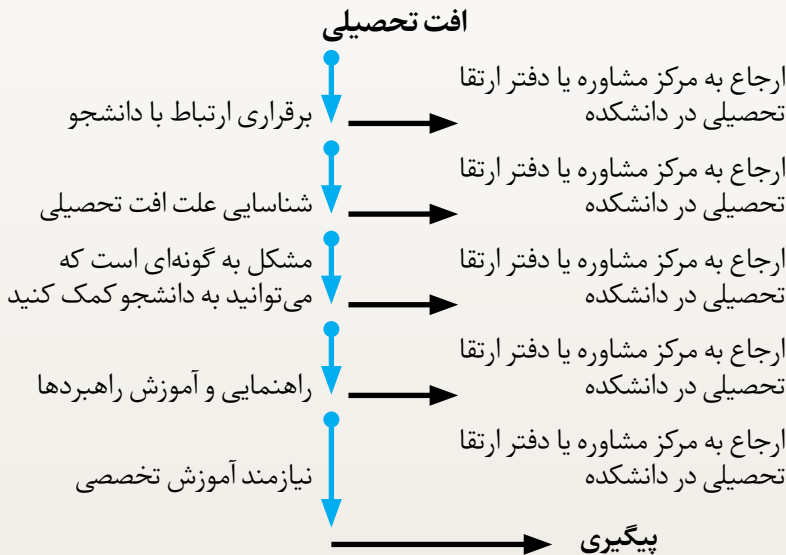 افت تحصیلی
ارجاع به مرکز مشاوره یا دفتر ارتقا
تحصیلی در دانشکده
برقراری ارتباط با دانشجو
ارجاع به مرکز مشاوره یا دفتر ارتقا
تحصیلی در دانشکده
شناسایی علت افت تحصیلی
ارجاع به مرکز مشاوره یا دفتر ارتقا
تحصیلی در دانشکده
مشکل به گونه‌ای است که
می‌توانید به دانشجو کمک کنید
ارجاع به مرکز مشاوره یا دفتر ارتقا
تحصیلی در دانشکده
راهنمایی و آموزش راهبردها
ارجاع به مرکز مشاوره یا دفتر ارتقا
تحصیلی در دانشکده
نیازمند آموزش تخصصی
پیگیری